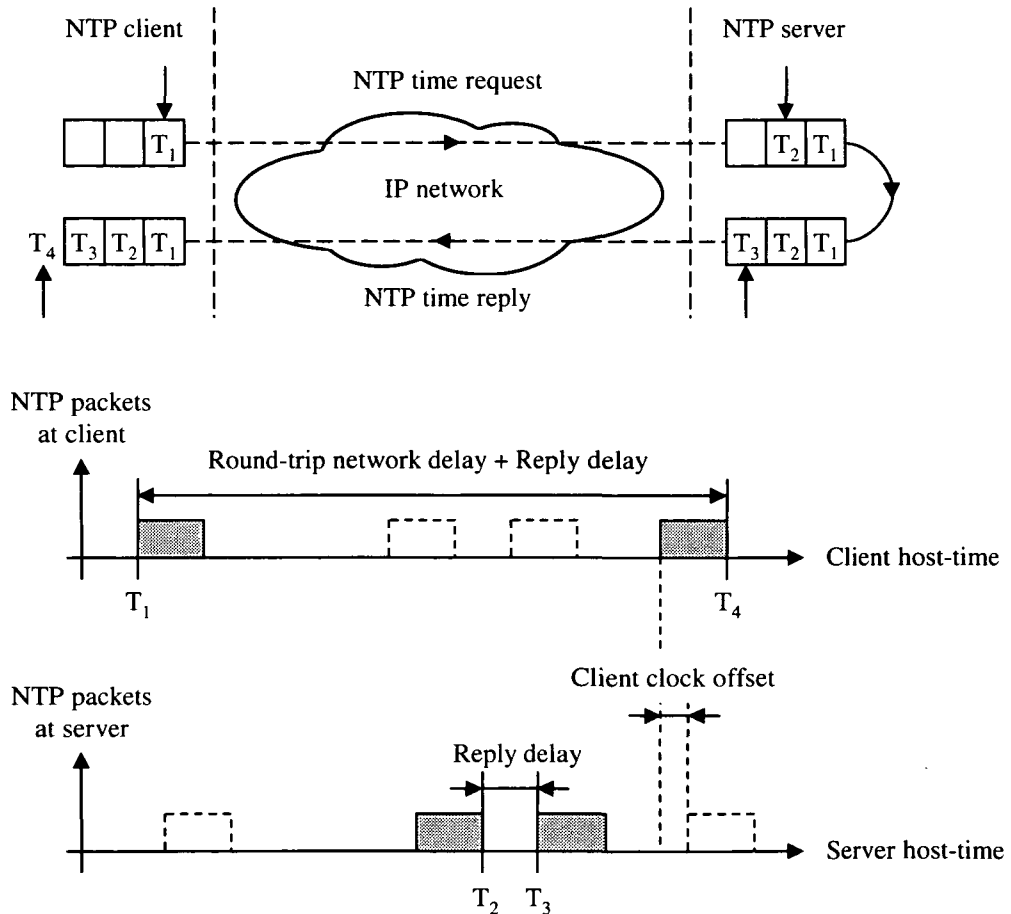 NTP client
NTP server
NTP time request
T₁
T₂ T₁
IP network
T₄ T₃ T₂ T₁
T₃ T₂ T₁
NTP time reply
NTP packets
at client
Round-trip network delay + Reply delay
Client host-time
T₁
T₄
Client clock offset
NTP packets
at server
Reply delay
Server host-time
T₂ T₃